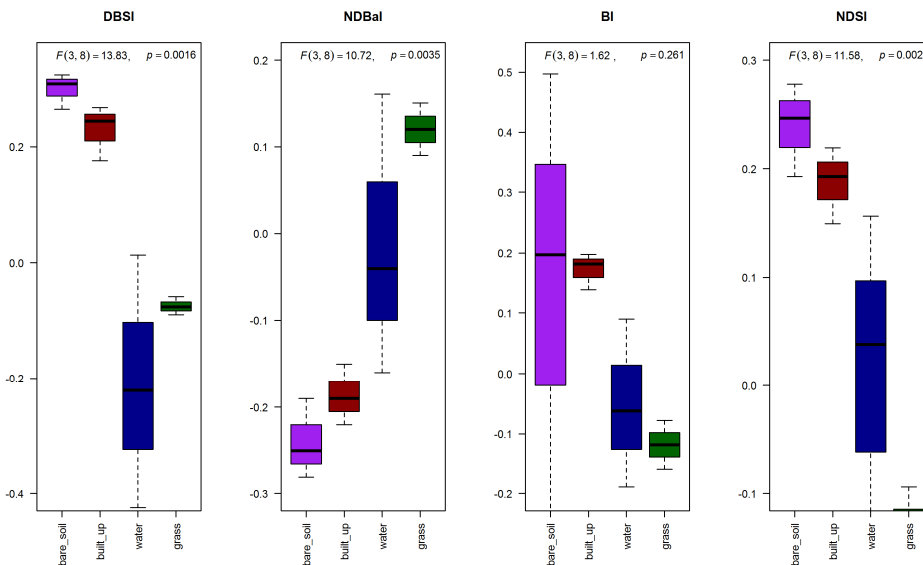 DBSI
NDBaI
BI
NDSI
F(3, 8) = 13.83, p = 0.0016
F(3, 8) = 10.72, p = 0.0035
F(3, 8) = 1.62 , p = 0.261
F(3, 8) = 11.58, p = 0.002
0.2
0.0
-0.2
-0.4
0.2
0.1
0.0
-0.1
-0.2
-0.3
0.5
0.4
0.3
0.2
0.1
0.0
-0.1
-0.2
0.3
0.2
0.1
0.0
-0.1
bare_soil
built_up
water
grass
bare_soil
built_up
water
grass
bare_soil
built_up
water
grass
bare_soil
built_up
water
grass